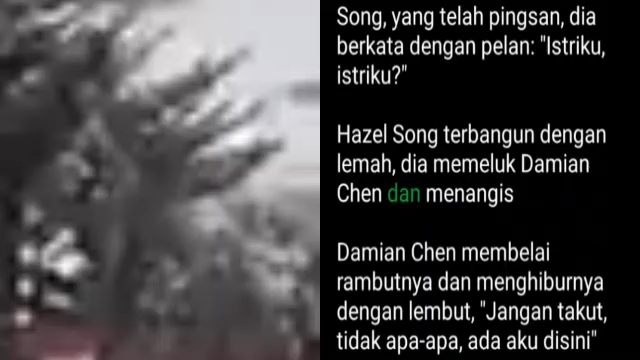 Song, yang telah pingsan, dia
berkata dengan pelan: "Istriku,
istriku?"
Hazel Song terbangun dengan
lemah, dia memeluk Damian
Chen dan menangis
Damian Chen membelai
rambutnya dan menghiburnya
dengan lembut, "Jangan takut,
tidak apa-apa, ada aku disini"